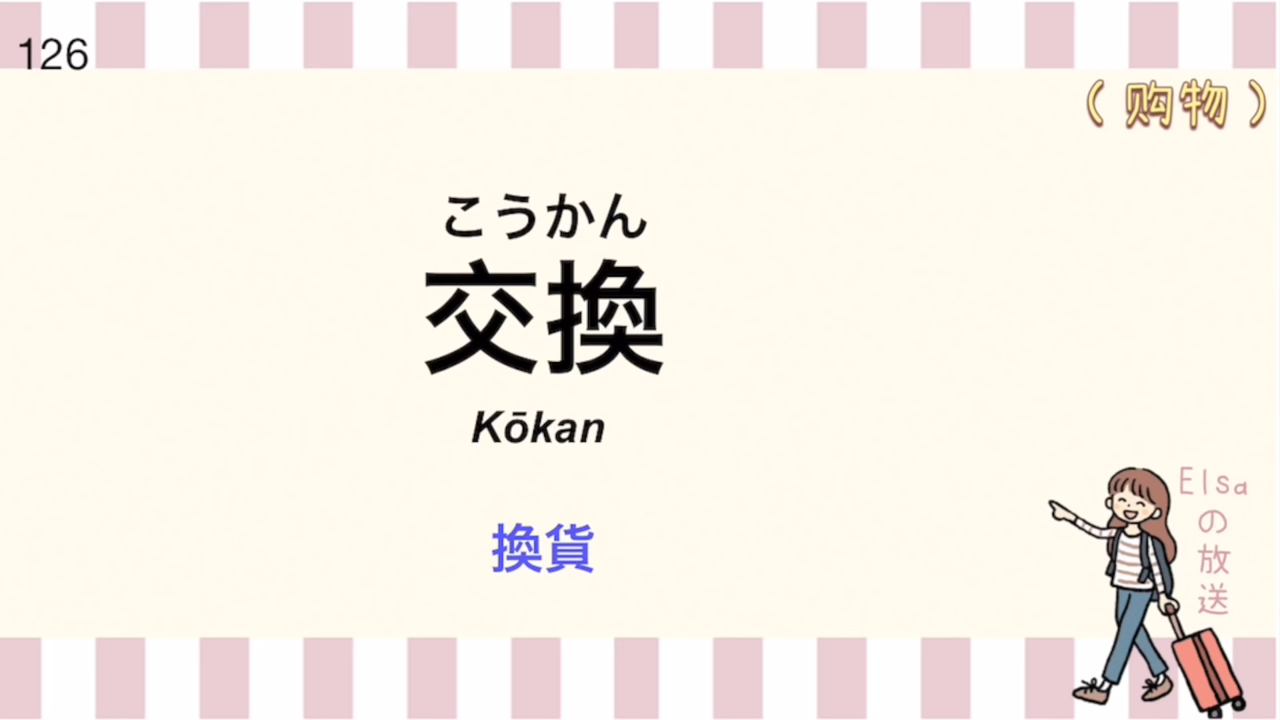 126
（购物）
こうかん
交換
Kōkan
換貨
Elsa
の
放
送